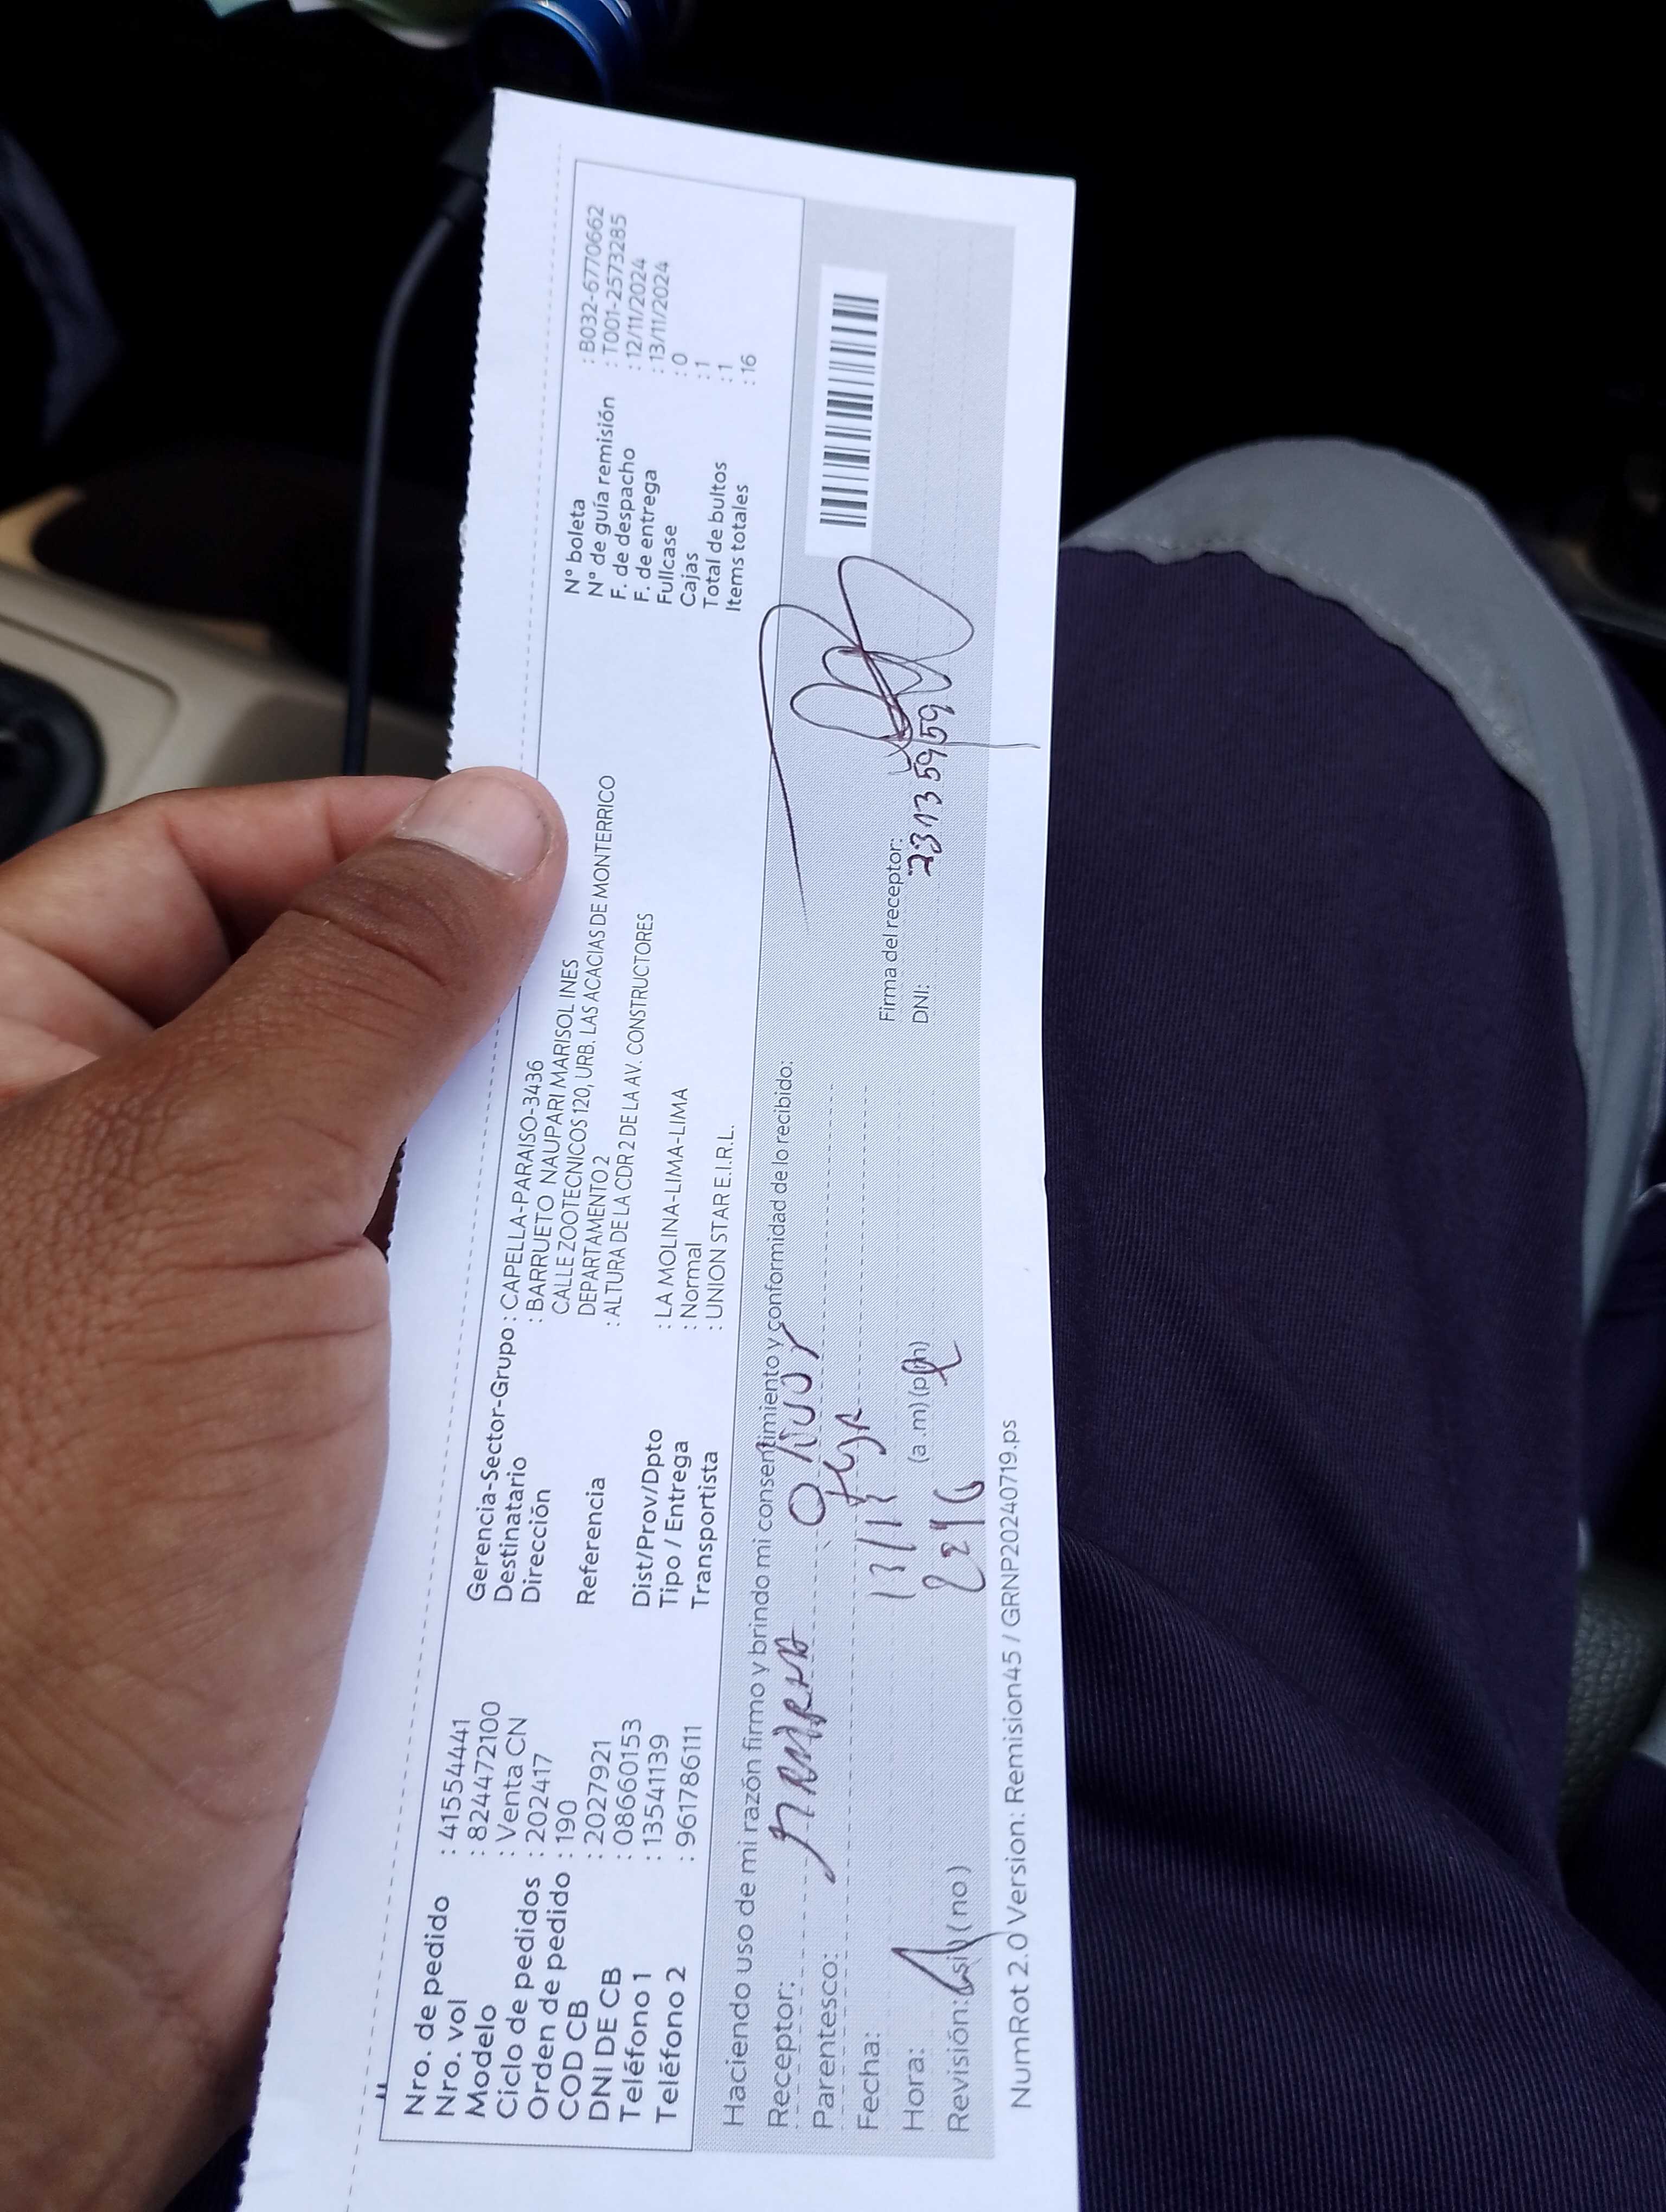 Nro. de pedido : 415544441
Nro. vol : 824447​2100
Modelo : Venta CN
Ciclo de pedidos : 202417
Orden de pedido : 190
COD CB : 2027921
DNI DE CB : 08660153
Teléfono 1 : 13541139
Teléfono 2 : 961786111
Gerencia-Sector-Grupo : CAPELLA-PARAISO-3436
Destinatario : BARRUETO NAUPARI MARISOL INES
Dirección CALLE ZOOTECNICOS 120, URB. LAS ACACIAS DE MONTERRICO
DEPARTAMENTO 2
Referencia : ALTURA DE LA CDR 2 DE LA AV. CONSTRUCTORES
Dist/Prov/Dpto : LA MOLINA-LIMA-LIMA
Tipo / Entrega : Normal
Transportista : UNION STAR E.I.R.L.
N° boleta : B032-6770662
N° de guía remisión : T001-2573285
F. de despacho : 12/11/2024
F. de entrega : 13/11/2024
Fullcase : 0
Cajas : 1
Total de bultos : 1
Items totales : 16
Haciendo uso de mi razón firmo y brindo mi consentimiento y conformidad de lo recibido:
Receptor:
Parentesco:
Fecha: 13/11
Hora: (a.m) (pm)
Revisión: (si) (no)
Firma del receptor:
DNI:
NumRot 2.0 Version: Remision45 / GRNP20240719.ps